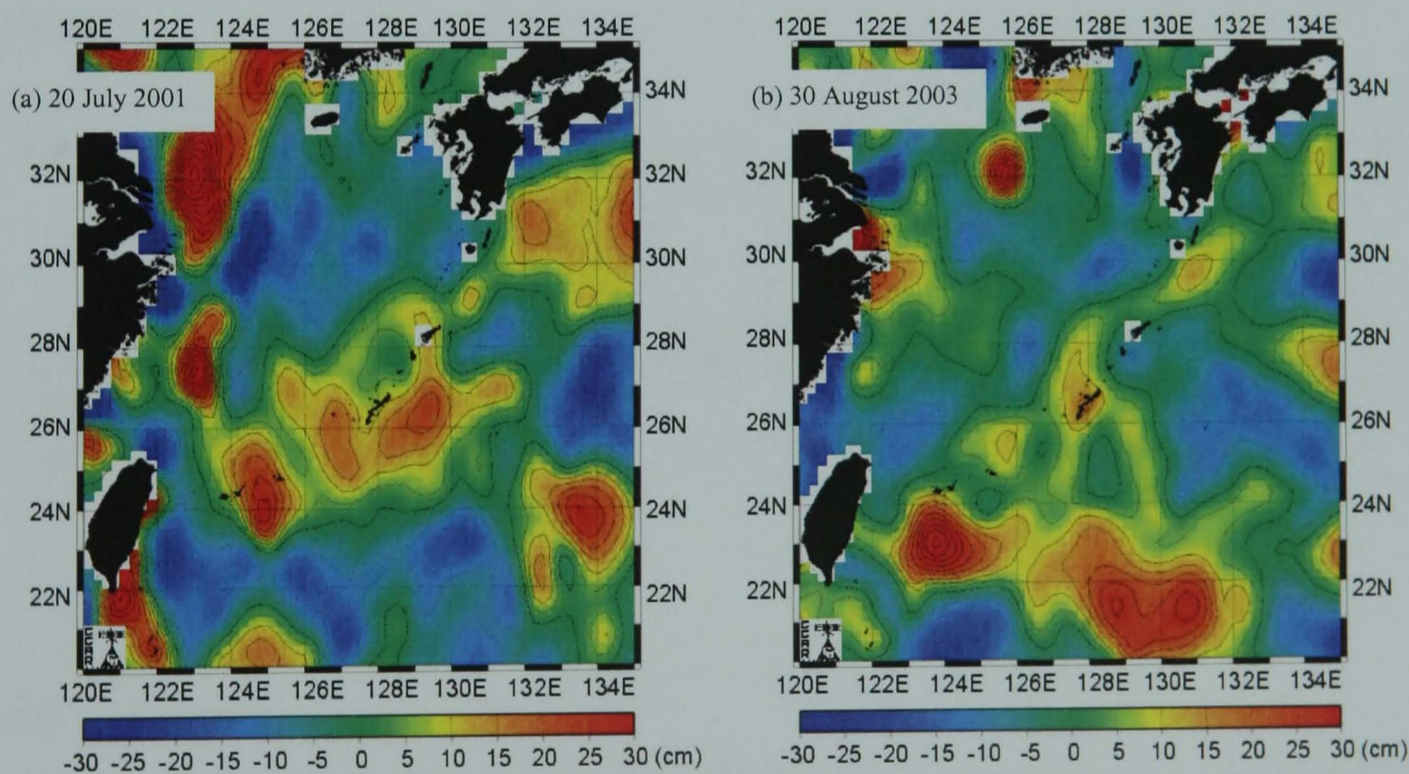 120E 122E 124E 126E 128E 130E 132E 134E
(a) 20 July 2001
34N
32N 32N
30N 30N
28N 28N
26N 26N
24N 24N
22N 22N
120E 122E 124E 126E 128E 130E 132E 134E
-30 -25 -20 -15 -10 -5 0 5 10 15 20 25 30 (cm)
120E 122E 124E 126E 128E 130E 132E 134E
(b) 30 August 2003
34N
32N 32N
30N 30N
28N 28N
26N 26N
24N 24N
22N 22N
120E 122E 124E 126E 128E 130E 132E 134E
-30 -25 -20 -15 -10 -5 0 5 10 15 20 25 30 (cm)